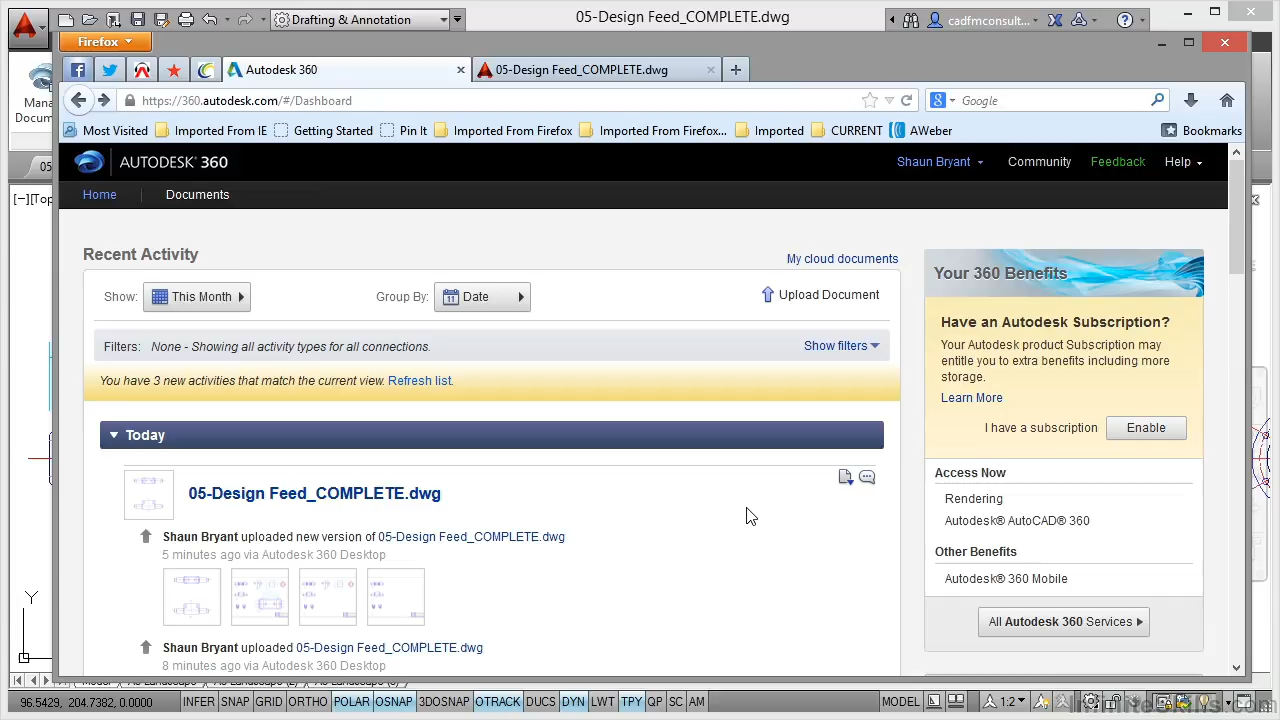 Drafting & Annotation
05-Design Feed_COMPLETE.dwg
cadfmconsult...
Firefox
Autodesk 360
05-Design Feed_COMPLETE.dwg
https://360.autodesk.com/#/Dashboard
Google
Mana
Docum
Most Visited
Imported From IE
Getting Started
Pin It
Imported From Firefox
Imported From Firefox...
Imported
CURRENT
AWeber
Bookmarks
05
AUTODESK® 360
Shaun Bryant
Community
Feedback
Help
Home
Documents
[−][Top
Recent Activity
My cloud documents
Show:
This Month
Group By:
Date
Upload Document
Filters: None - Showing all activity types for all connections.
Show filters
You have 3 new activities that match the current view. Refresh list.
Today
05-Design Feed_COMPLETE.dwg
Shaun Bryant uploaded new version of 05-Design Feed_COMPLETE.dwg
5 minutes ago via Autodesk 360 Desktop
Shaun Bryant uploaded 05-Design Feed_COMPLETE.dwg
8 minutes ago via Autodesk 360 Desktop
Your 360 Benefits
Have an Autodesk Subscription?
Your Autodesk product Subscription may
entitle you to extra benefits including more
storage.
Learn More
I have a subscription
Enable
Access Now
Rendering
Autodesk® AutoCAD® 360
Other Benefits
Autodesk® 360 Mobile
All Autodesk 360 Services
Y
96.5429, 204.7382, 0.0000
INFER SNAP GRID ORTHO POLAR OSNAP 3DOSNAP OTRACK DUCS DYN LWT TPY QP SC AM
MODEL
1:2
InfiniteSkills.com